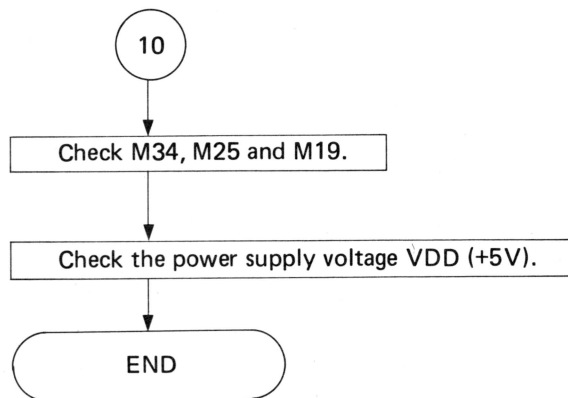 10
Check M34, M25 and M19.
Check the power supply voltage VDD (+5V).
END